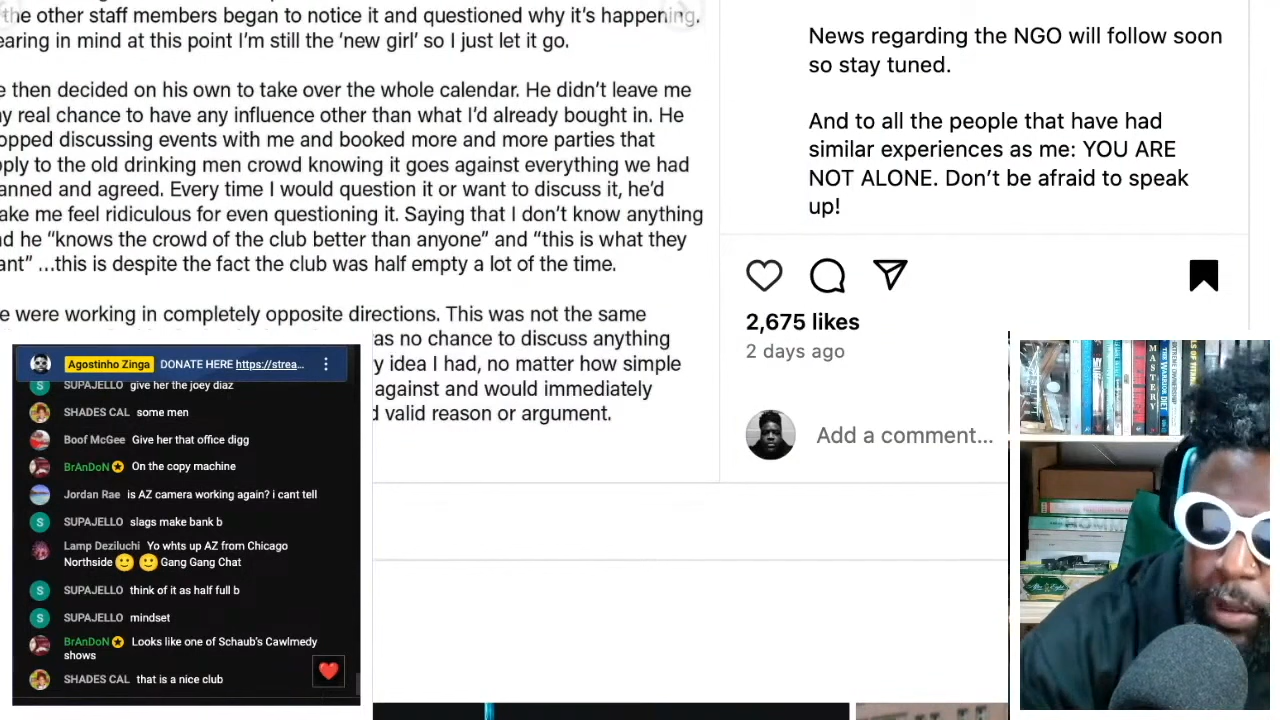 the other staff members began to notice it and questioned why it's happening.
earing in mind at this point I'm still the 'new girl' so I just let it go.
e then decided on his own to take over the whole calendar. He didn't leave me
y real chance to have any influence other than what I'd already bought in. He
opped discussing events with me and booked more and more parties that
pply to the old drinking men crowd knowing it goes against everything we had
anned and agreed. Every time I would question it or want to discuss it, he'd
ake me feel ridiculous for even questioning it. Saying that I don't know anything
d he “knows the crowd of the club better than anyone” and “this is what they
ant” ...this is despite the fact the club was half empty a lot of the time.
e were working in completely opposite directions. This was not the same
as no chance to discuss anything
y idea I had, no matter how simple
against and would immediately
d valid reason or argument.
News regarding the NGO will follow soon
so stay tuned.
And to all the people that have had
similar experiences as me: YOU ARE
NOT ALONE. Don't be afraid to speak
up!
2,675 likes
2 days ago
Add a comment...
Agostinho Zinga DONATE HERE https://strea...
SUPAJELLO give her the joey diaz
SHADES CAL some men
Boof McGee Give her that office digg
BrAnDoN On the copy machine
Jordan Rae is AZ camera working again? i cant tell
SUPAJELLO slags make bank b
Lamp Deziluchi Yo whts up AZ from Chicago
Northside 🙂 🙂 Gang Gang Chat
SUPAJELLO think of it as half full b
SUPAJELLO mindset
BrAnDoN Looks like one of Schaub's Cawlmedy
shows
SHADES CAL that is a nice club
MASTERY
THE WARRIOR DIET